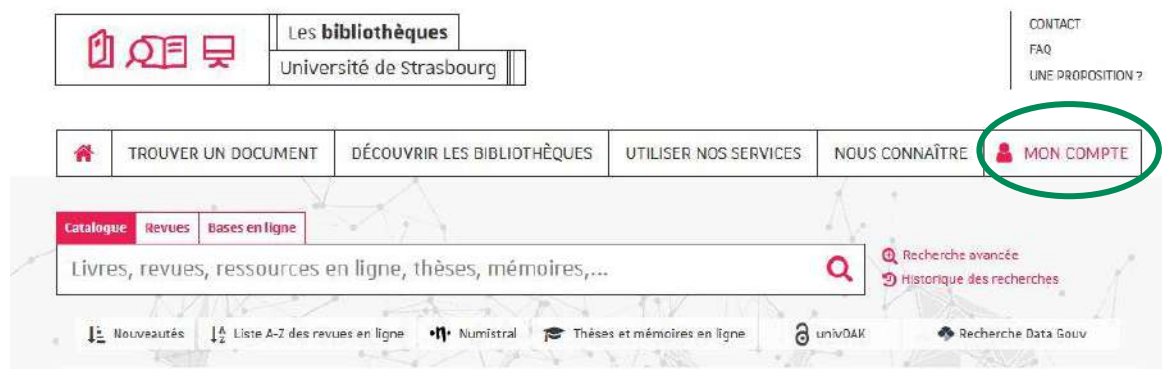 Les bibliothèques
Université de Strasbourg
CONTACT
FAQ
UNE PROPOSITION ?
TROUVER UN DOCUMENT DÉCOUVRIR LES BIBLIOTHÈQUES UTILISER NOS SERVICES NOUS CONNAÎTRE MON COMPTE
Catalogue Revues Bases en ligne
Livres, revues, ressources en ligne, thèses, mémoires,...
Recherche avancée
Historique des recherches
Nouveautés Liste A-Z des revues en ligne Numistral Thèses et mémoires en ligne univOAK Recherche Data Gouv